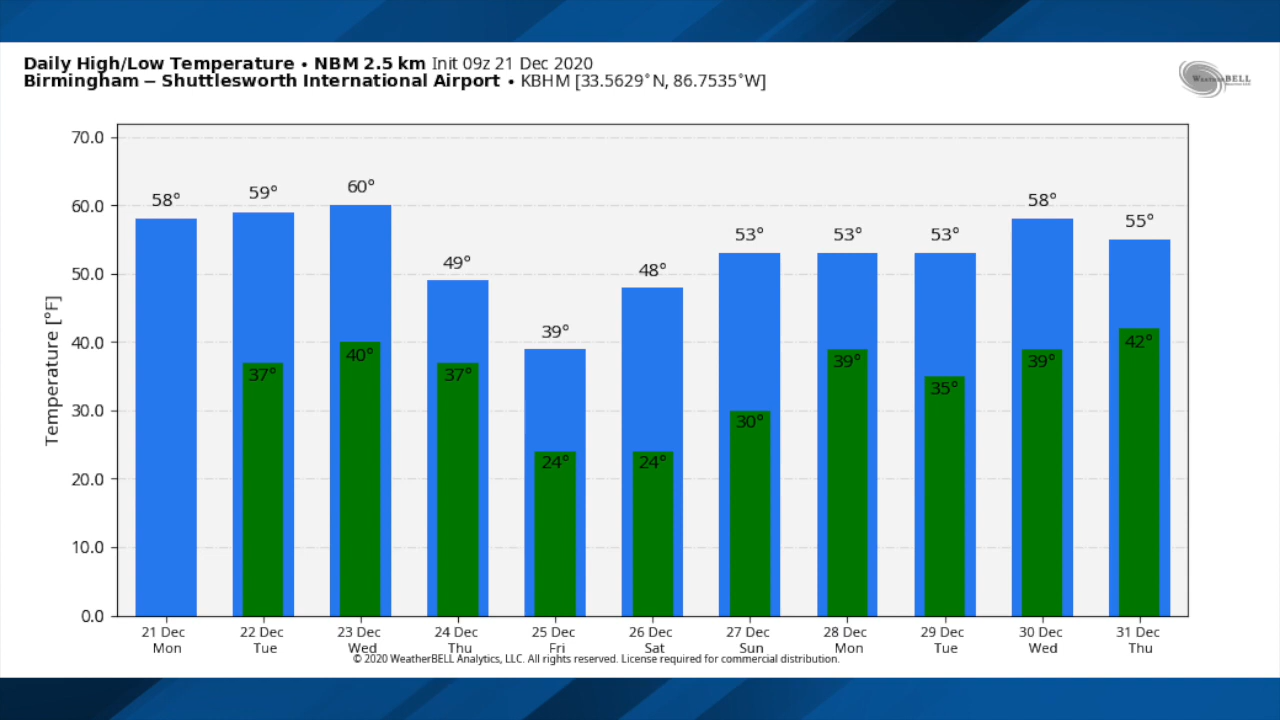 Daily High/Low Temperature • NBM 2.5 km Init 09z 21 Dec 2020
Birmingham – Shuttlesworth International Airport • KBHM [33.5629°N, 86.7535°W]
WeatherBELL
70.0
60.0
50.0
40.0
30.0
20.0
10.0
0.0
Temperature [°F]
58° 59° 60° 49° 39° 48° 53° 53° 53° 58° 55°
37° 40° 37° 24° 24° 30° 39° 35° 39° 42°
21 Dec 22 Dec 23 Dec 24 Dec 25 Dec 26 Dec 27 Dec 28 Dec 29 Dec 30 Dec 31 Dec
Mon Tue Wed Thu Fri Sat Sun Mon Tue Wed Thu
© 2020 WeatherBELL Analytics, LLC. All rights reserved. License required for commercial distribution.